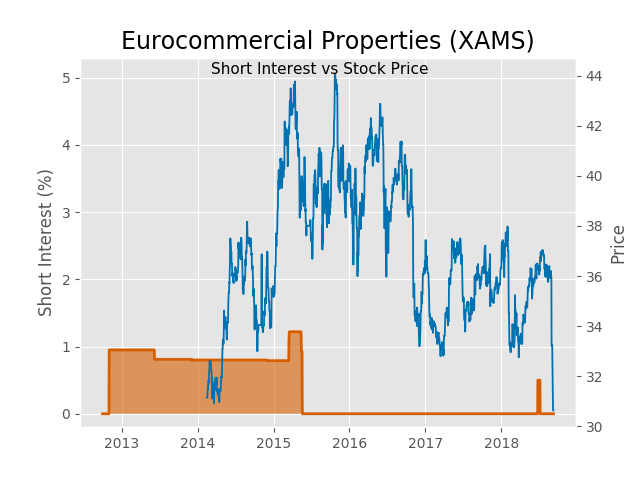 Eurocommercial Properties (XAMS)
Short Interest vs Stock Price
5
4
3
2
1
0
Short Interest (%)
44
42
40
38
36
34
32
30
Price
2013 2014 2015 2016 2017 2018